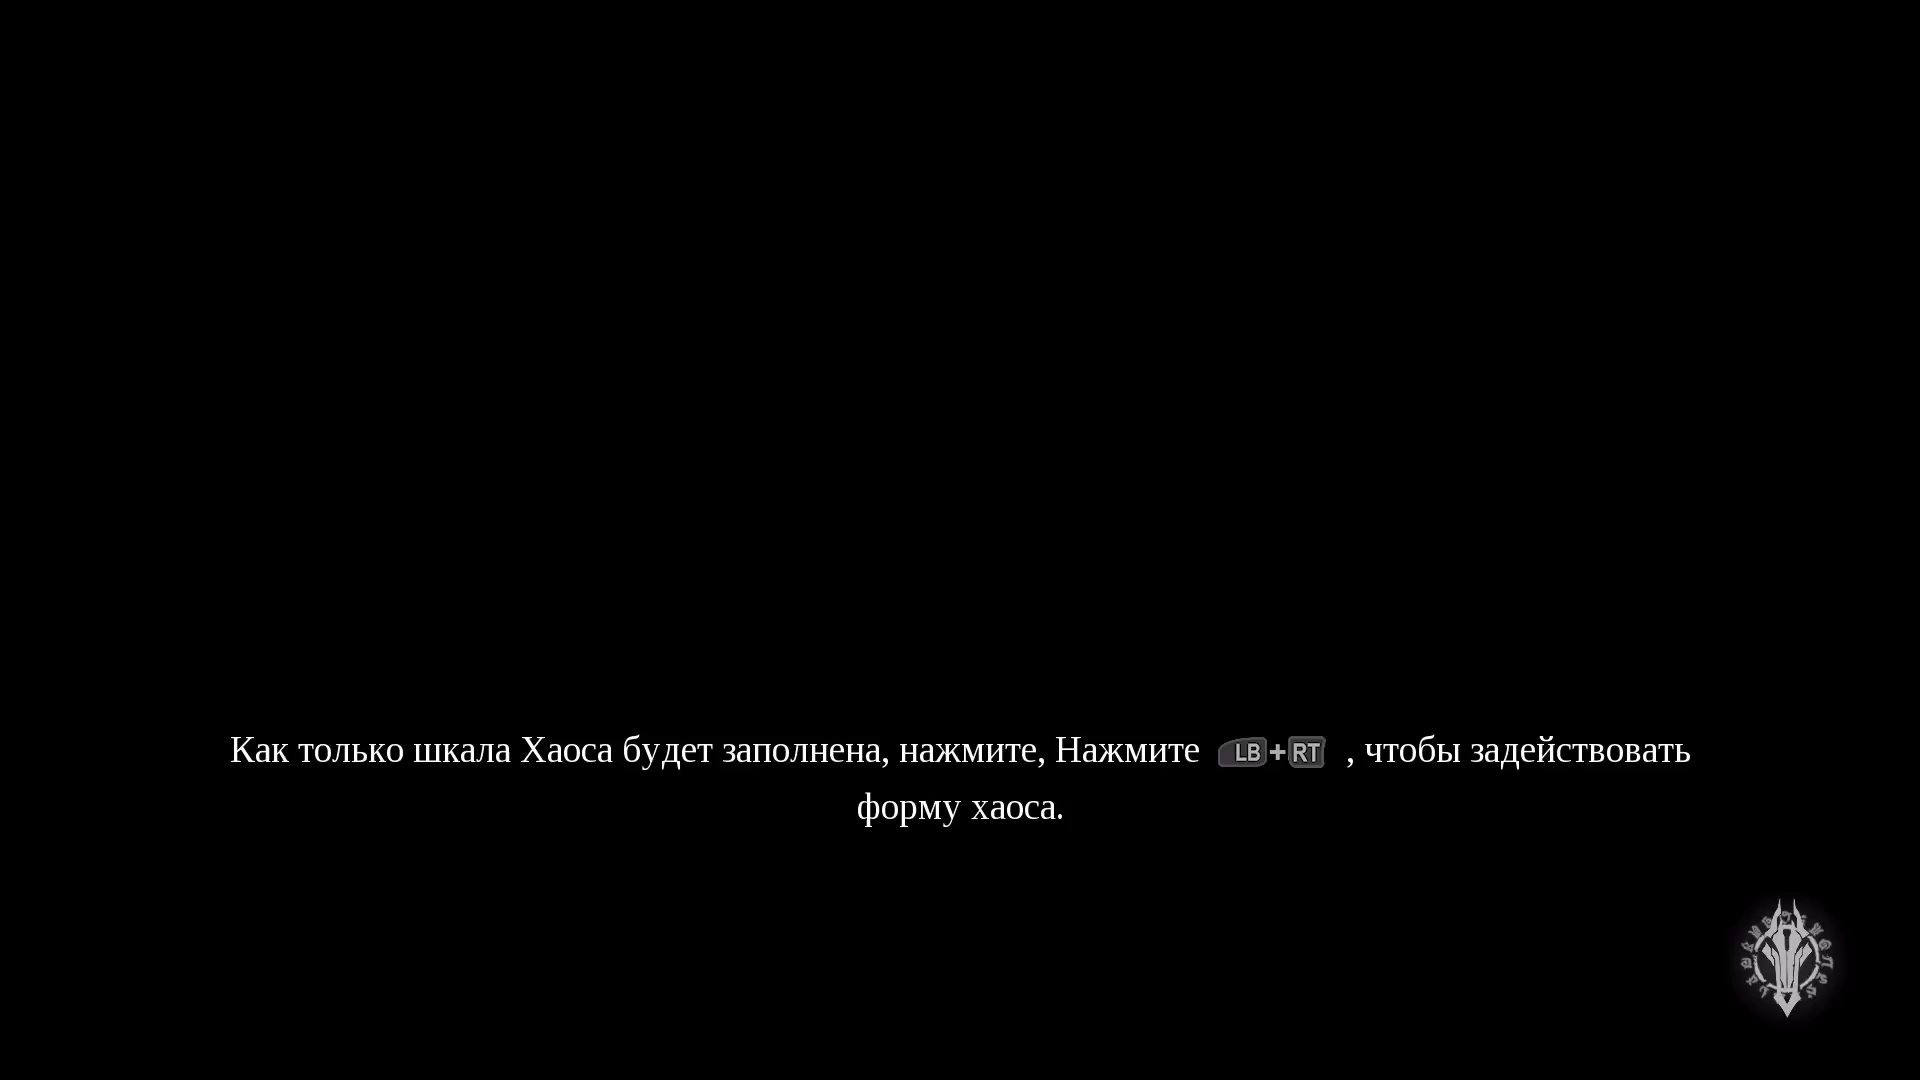 Как только шкала Хаоса будет заполнена, нажмите, Нажмите LB+RT , чтобы задействовать
форму хаоса.